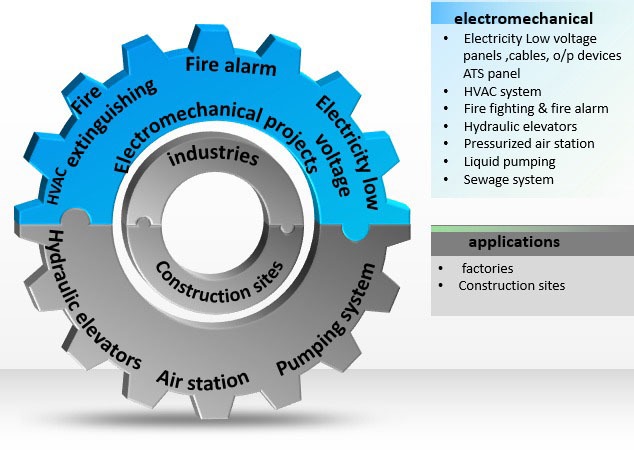 Fire alarm
Fire
extinguishing
HVAC
Electricity low
voltage
Electromechanical projects
industries
Construction sites
Hydraulic elevators
Air station
Pumping system
electromechanical
• Electricity Low voltage
panels ,cables, o/p devices
ATS panel
• HVAC system
• Fire fighting & fire alarm
• Hydraulic elevators
• Pressurized air station
• Liquid pumping
• Sewage system
applications
• factories
• Construction sites